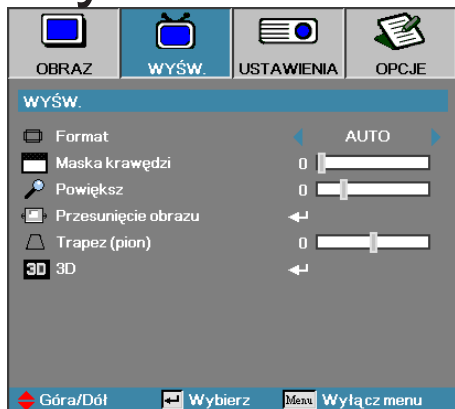 OBRAZ WYŚW. USTAWIENIA OPCJE
WYŚW.
Format AUTO
Maska krawędzi 0
Powiększ 0
Przesunięcie obrazu
Trapez (pion) 0
3D 3D
Góra/Dół Wybierz Menu Wyłącz menu